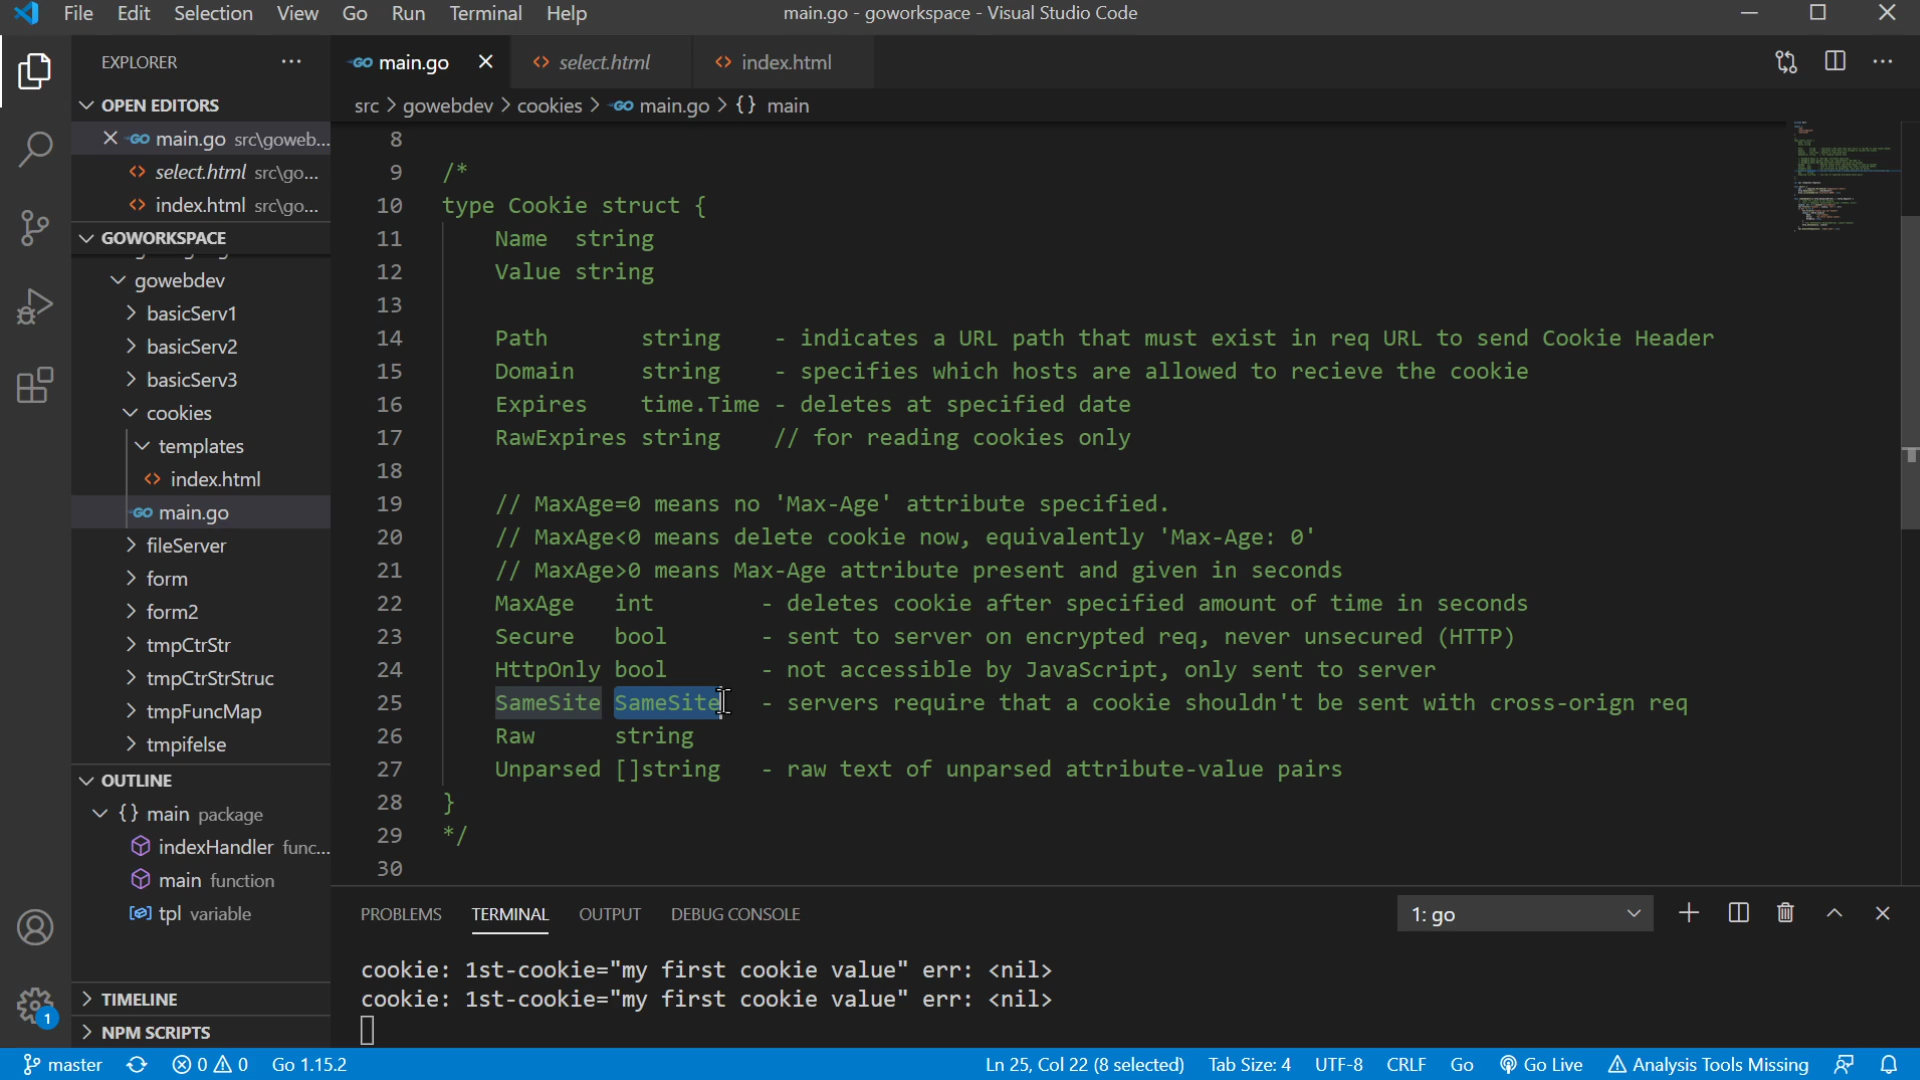 File Edit Selection View Go Run Terminal Help main.go - goworkspace - Visual Studio Code
EXPLORER
OPEN EDITORS
main.go src\goweb...
select.html src\go...
index.html src\go...
GOWORKSPACE
gowebdev
basicServ1
basicServ2
basicServ3
cookies
templates
index.html
main.go
fileServer
form
form2
tmpCtrStr
tmpCtrStrStruc
tmpFuncMap
tmpifelse
OUTLINE
main package
indexHandler func...
main function
tpl variable
TIMELINE
NPM SCRIPTS
main.go select.html index.html
src > gowebdev > cookies > main.go > {} main
8
9 /*
10 type Cookie struct {
11 Name string
12 Value string
13
14 Path string - indicates a URL path that must exist in req URL to send Cookie Header
15 Domain string - specifies which hosts are allowed to recieve the cookie
16 Expires time.Time - deletes at specified date
17 RawExpires string // for reading cookies only
18
19 // MaxAge=0 means no 'Max-Age' attribute specified.
20 // MaxAge<0 means delete cookie now, equivalently 'Max-Age: 0'
21 // MaxAge>0 means Max-Age attribute present and given in seconds
22 MaxAge int - deletes cookie after specified amount of time in seconds
23 Secure bool - sent to server on encrypted req, never unsecured (HTTP)
24 HttpOnly bool - not accessible by JavaScript, only sent to server
25 SameSite SameSite - servers require that a cookie shouldn't be sent with cross-orign req
26 Raw string
27 Unparsed []string - raw text of unparsed attribute-value pairs
28 }
29 */
30
PROBLEMS TERMINAL OUTPUT DEBUG CONSOLE 1: go
cookie: 1st-cookie="my first cookie value" err: <nil>
cookie: 1st-cookie="my first cookie value" err: <nil>
1
master 0 0 Go 1.15.2 Ln 25, Col 22 (8 selected) Tab Size: 4 UTF-8 CRLF Go Go Live Analysis Tools Missing